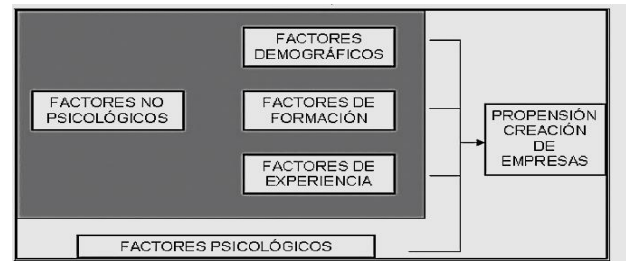 FACTORES
DEMOGRÁFICOS
FACTORES NO
PSICOLÓGICOS
FACTORES DE
FORMACIÓN
FACTORES DE
EXPERIENCIA
PROPENSIÓN
CREACIÓN
DE
EMPRESAS
FACTORES PSICOLÓGICOS